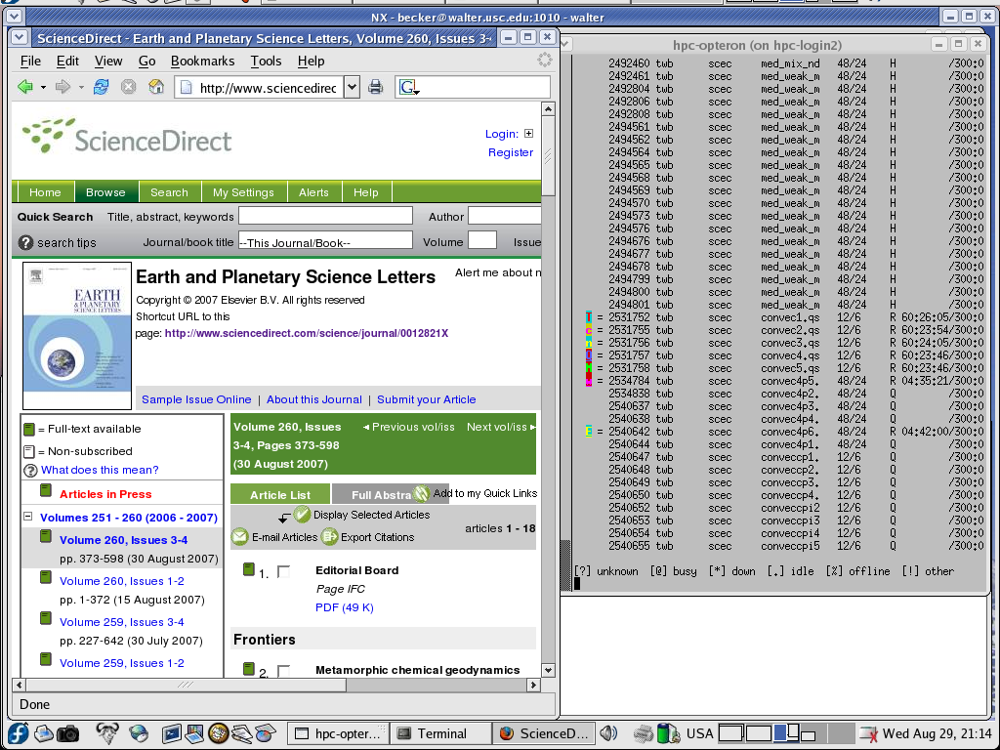 NX - becker@walter.usc.edu:1010 - walter
ScienceDirect - Earth and Planetary Science Letters, Volume 260, Issues 3-
File Edit View Go Bookmarks Tools Help
http://www.sciencedirec
G
ScienceDirect
Login:
Register
Home Browse Search My Settings Alerts Help
Quick Search Title, abstract, keywords Author
? search tips Journal/book title --This Journal/Book-- Volume Issue
EARTH
& PLANETARY
SCIENCE LETTERS
Earth and Planetary Science Letters
Alert me about n
Copyright © 2007 Elsevier B.V. All rights reserved
Shortcut URL to this
page: http://www.sciencedirect.com/science/journal/0012821X
Sample Issue Online | About this Journal | Submit your Article
= Full-text available
= Non-subscribed
? What does this mean?
Articles in Press
Volumes 251 - 260 (2006 - 2007)
Volume 260, Issues 3-4
pp. 373-598 (30 August 2007)
Volume 260, Issues 1-2
pp. 1-372 (15 August 2007)
Volume 259, Issues 3-4
pp. 227-642 (30 July 2007)
Volume 259, Issues 1-2
Volume 260, Issues
3-4, Pages 373-598
(30 August 2007)
Previous vol/iss Next vol/iss
Article List Full Abstra Add to my Quick Links
Display Selected Articles
E-mail Articles Export Citations
articles 1 - 18
1. Editorial Board
Page IFC
PDF (49 K)
Frontiers
2. Metamorphic chemical geodynamics
Done
hpc-opteron (on hpc-login2)
2492460 twb scec med_mix_nd 48/24 H /300:0
2492461 twb scec med_weak_m 48/24 H /300:0
2492804 twb scec med_weak_m 48/24 H /300:0
2492806 twb scec med_weak_m 48/24 H /300:0
2492808 twb scec med_weak_m 48/24 H /300:0
2494561 twb scec med_weak_m 48/24 H /300:0
2494562 twb scec med_weak_m 48/24 H /300:0
2494564 twb scec med_weak_m 48/24 H /300:0
2494565 twb scec med_weak_m 48/24 H /300:0
2494568 twb scec med_weak_m 48/24 H /300:0
2494569 twb scec med_weak_m 48/24 H /300:0
2494570 twb scec med_weak_m 48/24 H /300:0
2494573 twb scec med_weak_m 48/24 H /300:0
2494576 twb scec med_weak_m 48/24 H /300:0
2494676 twb scec med_weak_m 48/24 H /300:0
2494677 twb scec med_weak_m 48/24 H /300:0
2494678 twb scec med_weak_m 48/24 H /300:0
2494799 twb scec med_weak_m 48/24 H /300:0
2494800 twb scec med_weak_m 48/24 H /300:0
2494801 twb scec med_weak_m 48/24 H /300:0
= 2531752 twb scec convec1.qs 12/6 R 60:26:05/300:0
= 2531755 twb scec convec2.qs 12/6 R 60:23:54/300:0
= 2531756 twb scec convec3.qs 12/6 R 60:24:05/300:0
= 2531757 twb scec convec4.qs 12/6 R 60:23:46/300:0
= 2531758 twb scec convec5.qs 12/6 R 60:23:46/300:0
= 2534784 twb scec convec4p5. 48/24 R 04:35:21/300:0
2534838 twb scec convec4p2. 48/24 Q /300:0
2540637 twb scec convec4p3. 48/24 Q /300:0
2540638 twb scec convec4p4. 48/24 Q /300:0
= 2540642 twb scec convec4p6. 48/24 R 04:42:00/300:0
2540644 twb scec convec4p1. 48/24 Q /300:0
2540647 twb scec conveccp1. 12/6 Q /300:0
2540648 twb scec conveccp2. 12/6 Q /300:0
2540649 twb scec conveccp3. 12/6 Q /300:0
2540650 twb scec conveccp4. 12/6 Q /300:0
2540652 twb scec conveccpi2 12/6 Q /300:0
2540653 twb scec conveccpi3 12/6 Q /300:0
2540654 twb scec conveccpi4 12/6 Q /300:0
2540655 twb scec conveccpi5 12/6 Q /300:0
[?] unknown [@] busy [*] down [.] idle [%] offline [!] other
hpc-opter... Terminal ScienceD... USA Wed Aug 29, 21:14